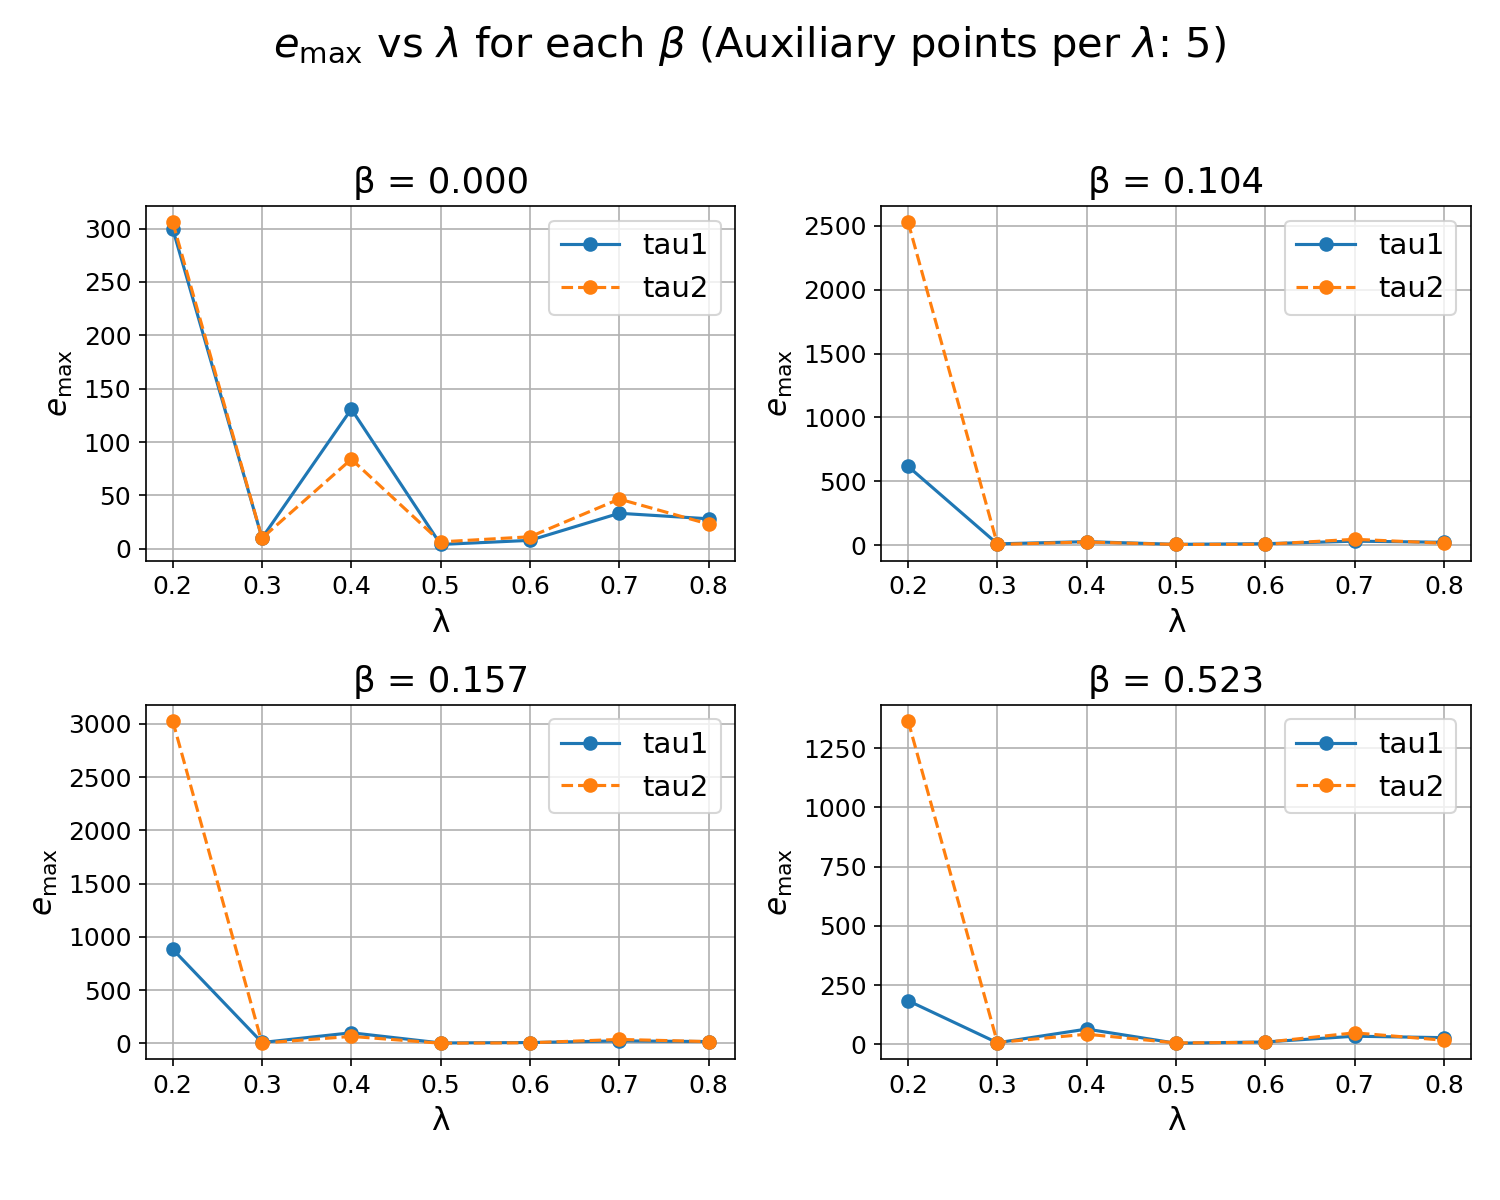 e_max vs λ for each β (Auxiliary points per λ: 5)
β = 0.000
300
250
200
150
100
50
0
e_max
0.2 0.3 0.4 0.5 0.6 0.7 0.8
λ
tau1
tau2
β = 0.104
2500
2000
1500
1000
500
0
e_max
0.2 0.3 0.4 0.5 0.6 0.7 0.8
λ
tau1
tau2
β = 0.157
3000
2500
2000
1500
1000
500
0
e_max
0.2 0.3 0.4 0.5 0.6 0.7 0.8
λ
tau1
tau2
β = 0.523
1250
1000
750
500
250
0
e_max
0.2 0.3 0.4 0.5 0.6 0.7 0.8
λ
tau1
tau2